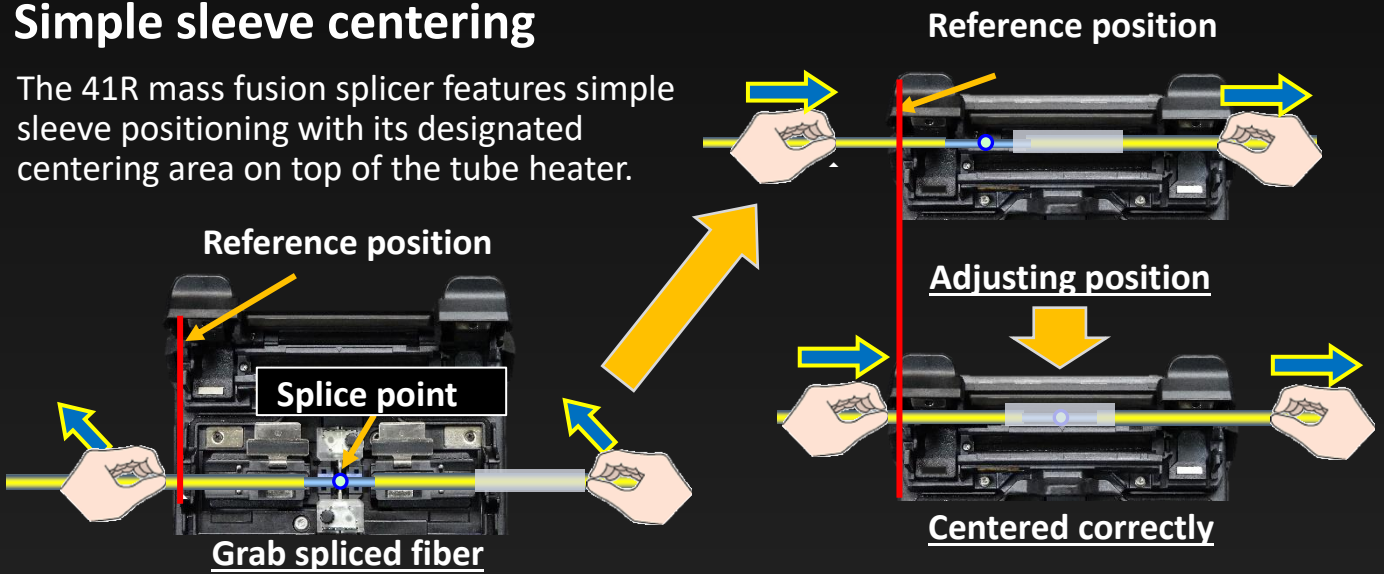 Simple sleeve centering
The 41R mass fusion splicer features simple
sleeve positioning with its designated
centering area on top of the tube heater.
Reference position
Splice point
Grab spliced fiber
Reference position
Adjusting position
Centered correctly